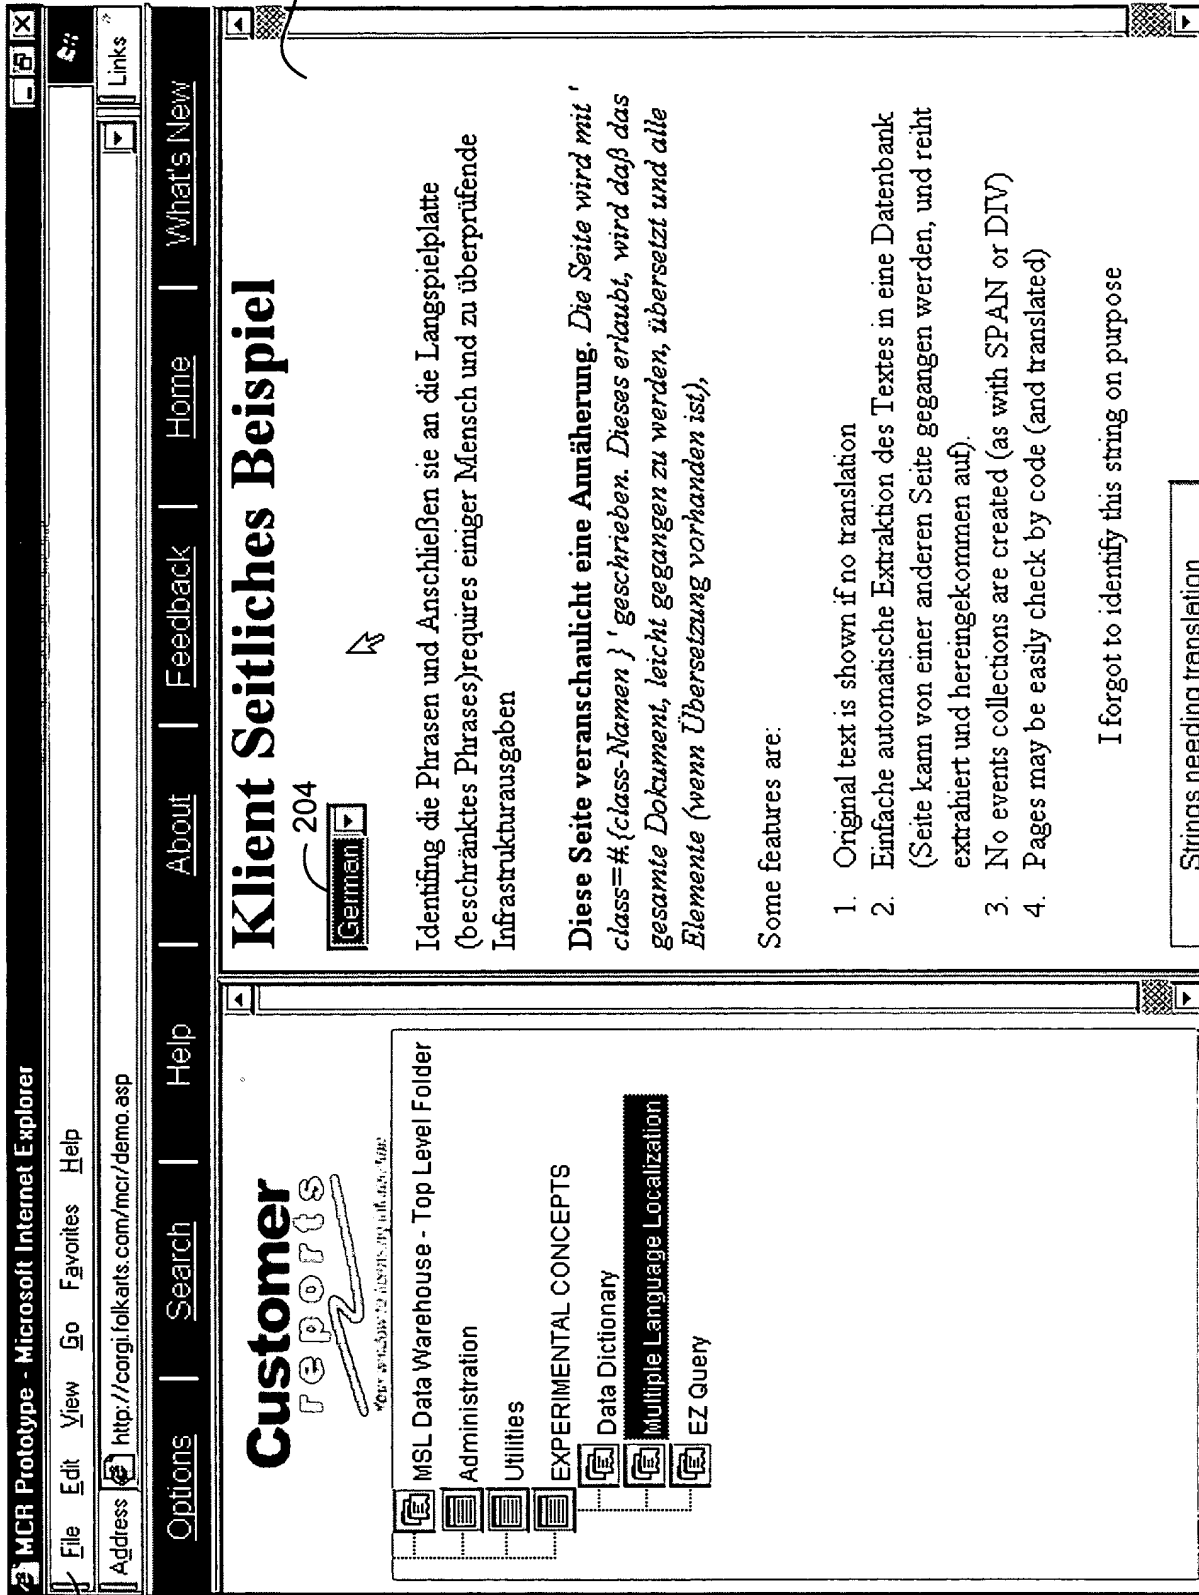 MCR Prototype - Microsoft Internet Explorer
File Edit View Go Favorites Help
Address http://corgi.folkarts.com/mcr/demo.asp Links
Options | Search | Help | About | Feedback | Home | What's New
Customer
reports
MSL Data Warehouse - Top Level Folder
Administration
Utilities
EXPERIMENTAL CONCEPTS
Data Dictionary
Multiple Language Localization
EZ Query
Klient Seitliches Beispiel
204
German
Identifing die Phrasen und Anschließen sie an die Langspielplatte
(beschränktes Phrases)requires einiger Mensch und zu überprüfende
Infrastrukturausgaben
Diese Seite veranschaulicht eine Annäherung. Die Seite wird mit '
class=#.{class-Namen } ' geschrieben. Dieses erlaubt, wird daß das
gesamte Dokument, leicht gegangen zu werden, übersetzt und alle
Elemente (wenn Übersetzung vorhanden ist),
Some features are:
1. Original text is shown if no translation
2. Einfache automatische Extraktion des Textes in eine Datenbank
(Seite kann von einer anderen Seite gegangen werden, und reiht
extrahiert und hereingekommen auf).
3. No events collections are created (as with SPAN or DIV)
4. Pages may be easily check by code (and translated)
I forgot to identify this string on purpose
Strings needing translation